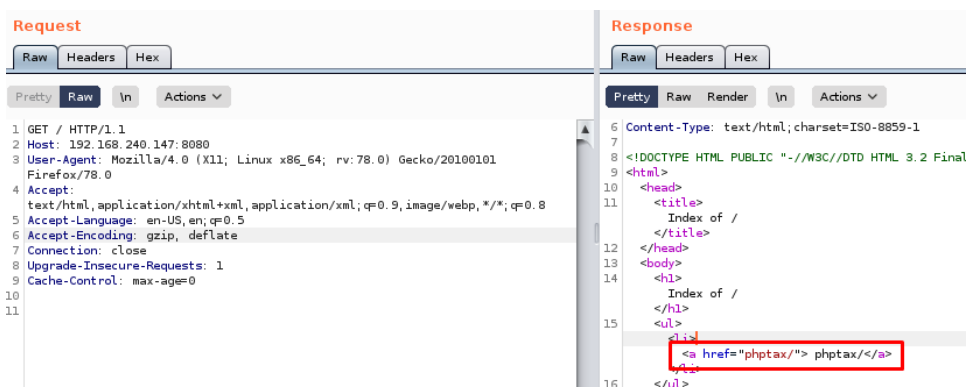 Request
Raw Headers Hex
Pretty Raw \n Actions
1 GET / HTTP/1.1
2 Host: 192.168.240.147:8080
3 User-Agent: Mozilla/4.0 (X11; Linux x86_64; rv:78.0) Gecko/20100101
Firefox/78.0
4 Accept:
text/html,application/xhtml+xml,application/xml;q=0.9,image/webp,*/*;q=0.8
5 Accept-Language: en-US,en;q=0.5
6 Accept-Encoding: gzip, deflate
7 Connection: close
8 Upgrade-Insecure-Requests: 1
9 Cache-Control: max-age=0
10
11
Response
Raw Headers Hex
Pretty Raw Render \n Actions
6 Content-Type: text/html;charset=ISO-8859-1
7
8 <!DOCTYPE HTML PUBLIC "-//W3C//DTD HTML 3.2 Final
9 <html>
10 <head>
11 <title>
Index of /
</title>
12 </head>
13 <body>
14 <h1>
Index of /
</h1>
15 <ul>
<li>
<a href="phptax/"> phptax/</a>
</li>
16 </ul>